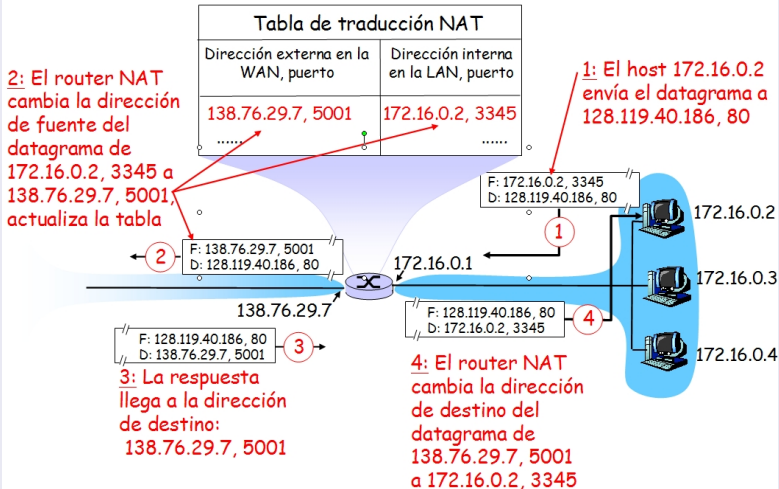 Tabla de traducción NAT
Dirección externa en la
WAN, puerto
Dirección interna
en la LAN, puerto
138.76.29.7, 5001
172.16.0.2, 3345
......
......
2: El router NAT
cambia la dirección
de fuente del
datagrama de
172.16.0.2, 3345 a
138.76.29.7, 5001,
actualiza la tabla
1: El host 172.16.0.2
envía el datagrama a
128.119.40.186, 80
F: 172.16.0.2, 3345
D: 128.119.40.186, 80
1
172.16.0.2
2
F: 138.76.29.7, 5001
D: 128.119.40.186, 80
172.16.0.1
172.16.0.3
138.76.29.7
F: 128.119.40.186, 80
D: 172.16.0.2, 3345
4
F: 128.119.40.186, 80
D: 138.76.29.7, 5001
3
172.16.0.4
3: La respuesta
llega a la dirección
de destino:
138.76.29.7, 5001
4: El router NAT
cambia la dirección
de destino del
datagrama de
138.76.29.7, 5001
a 172.16.0.2, 3345